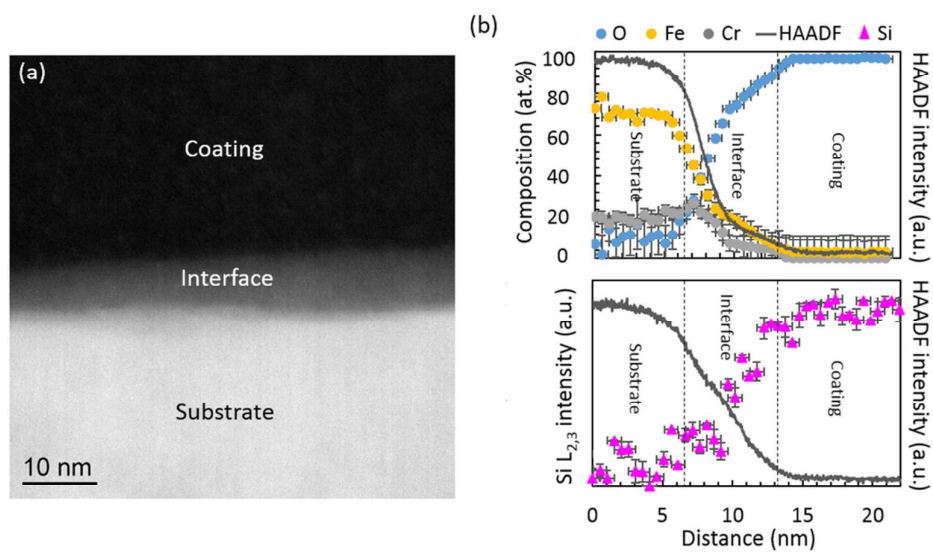 (a)
Coating
Interface
Substrate
10 nm
(b)
O Fe Cr HAADF Si
Composition (at.%)
100
80
60
40
20
0
Substrate
Interface
Coating
HAADF intensity (a.u.)
Si L2,3 intensity (a.u.)
Substrate
Interface
Coating
HAADF intensity (a.u.)
0 5 10 15 20
Distance (nm)